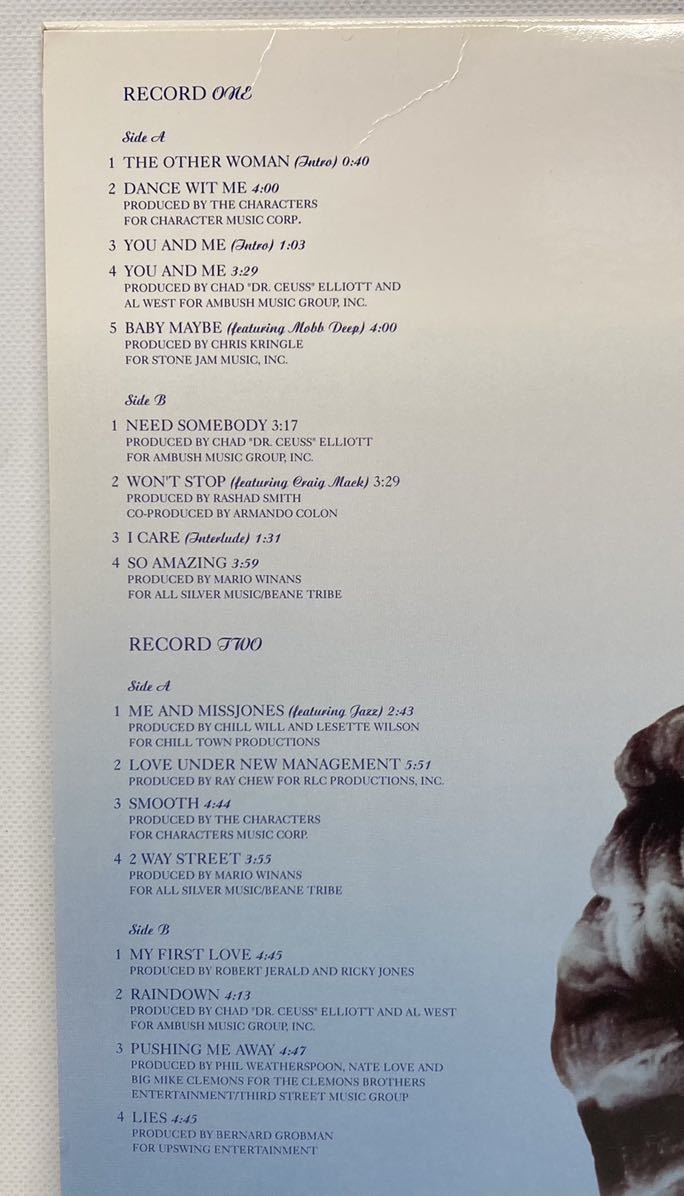 RECORD ONE
Side A
1 THE OTHER WOMAN (Intro) 0:40
2 DANCE WIT ME 4:00
PRODUCED BY THE CHARACTERS
FOR CHARACTER MUSIC CORP.
3 YOU AND ME (Intro) 1:03
4 YOU AND ME 3:29
PRODUCED BY CHAD "DR. CEUSS" ELLIOTT AND
AL WEST FOR AMBUSH MUSIC GROUP, INC.
5 BABY MAYBE (featuring Mobb Deep) 4:00
PRODUCED BY CHRIS KRINGLE
FOR STONE JAM MUSIC, INC.
Side B
1 NEED SOMEBODY 3:17
PRODUCED BY CHAD "DR. CEUSS" ELLIOTT
FOR AMBUSH MUSIC GROUP, INC.
2 WON'T STOP (featuring Craig Mack) 3:29
PRODUCED BY RASHAD SMITH
CO-PRODUCED BY ARMANDO COLON
3 I CARE (Interlude) 1:31
4 SO AMAZING 3:59
PRODUCED BY MARIO WINANS
FOR ALL SILVER MUSIC/BEANE TRIBE
RECORD TWO
Side A
1 ME AND MISSJONES (featuring Jazz) 2:43
PRODUCED BY CHILL WILL AND LESETTE WILSON
FOR CHILL TOWN PRODUCTIONS
2 LOVE UNDER NEW MANAGEMENT 5:51
PRODUCED BY RAY CHEW FOR RLC PRODUCTIONS, INC.
3 SMOOTH 4:44
PRODUCED BY THE CHARACTERS
FOR CHARACTERS MUSIC CORP.
4 2 WAY STREET 3:55
PRODUCED BY MARIO WINANS
FOR ALL SILVER MUSIC/BEANE TRIBE
Side B
1 MY FIRST LOVE 4:45
PRODUCED BY ROBERT JERALD AND RICKY JONES
2 RAINDOWN 4:13
PRODUCED BY CHAD "DR. CEUSS" ELLIOTT AND AL WEST
FOR AMBUSH MUSIC GROUP, INC.
3 PUSHING ME AWAY 4:47
PRODUCED BY PHIL WEATHERSPOON, NATE LOVE AND
BIG MIKE CLEMONS FOR THE CLEMONS BROTHERS
ENTERTAINMENT/THIRD STREET MUSIC GROUP
4 LIES 4:45
PRODUCED BY BERNARD GROBMAN
FOR UPSWING ENTERTAINMENT